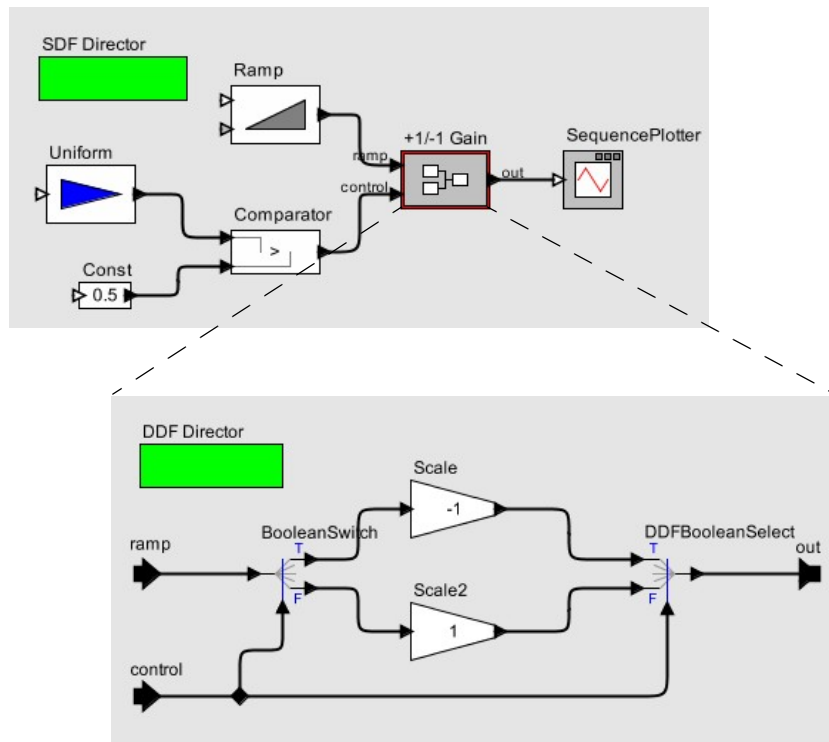 SDF Director
Ramp
+1/-1 Gain
SequencePlotter
Uniform
ramp
out
control
Comparator
>
Const
0.5
DDF Director
Scale
-1
BooleanSwitch
DDFBooleanSelect
ramp
T
T
out
Scale2
F
F
1
control